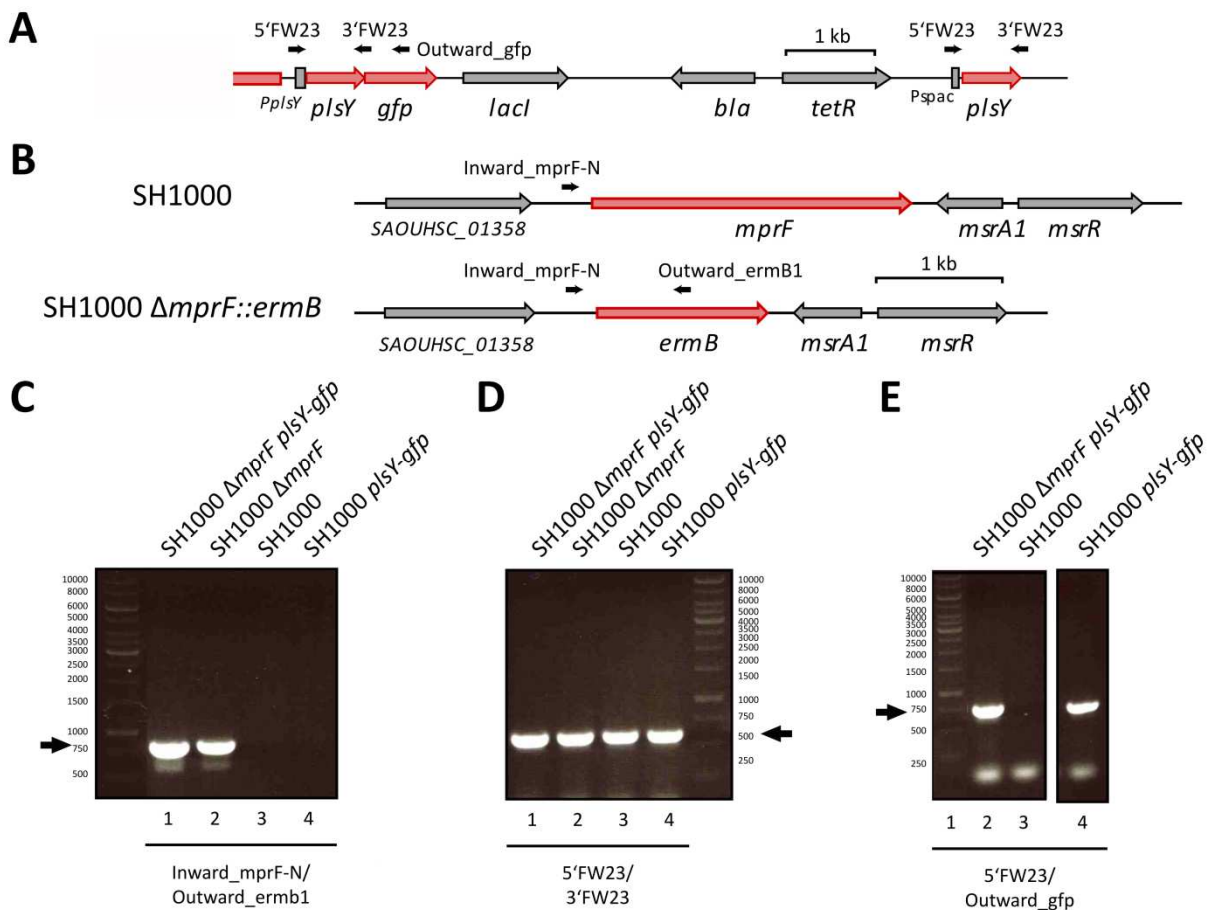 A
5‘FW23 3‘FW23 Outward_gfp 1 kb 5‘FW23 3‘FW23
PplsY plsY gfp lacI bla tetR Pspac plsY
B
SH1000
Inward_mprF-N
SAOUHSC_01358 mprF msrA1 msrR
Inward_mprF-N Outward_ermB1 1 kb
SH1000 ΔmprF::ermB
SAOUHSC_01358 ermB msrA1 msrR
C
SH1000 ΔmprF plsY-gfp
SH1000 ΔmprF
SH1000
SH1000 plsY-gfp
10000
8000
6000
5000
4000
3500
3000
2500
2000
1500
1000
750
500
1 2 3 4
Inward_mprF-N/
Outward_ermb1
D
SH1000 ΔmprF plsY-gfp
SH1000 ΔmprF
SH1000
SH1000 plsY-gfp
10000
8000
6000
5000
4000
3500
3000
2500
2000
1500
1000
750
500
250
1 2 3 4
5‘FW23/
3‘FW23
E
SH1000 ΔmprF plsY-gfp
SH1000
SH1000 plsY-gfp
10000
8000
6000
5000
4000
3500
3000
2500
2000
1500
1000
750
500
250
1 2 3 4
5‘FW23/
Outward_gfp